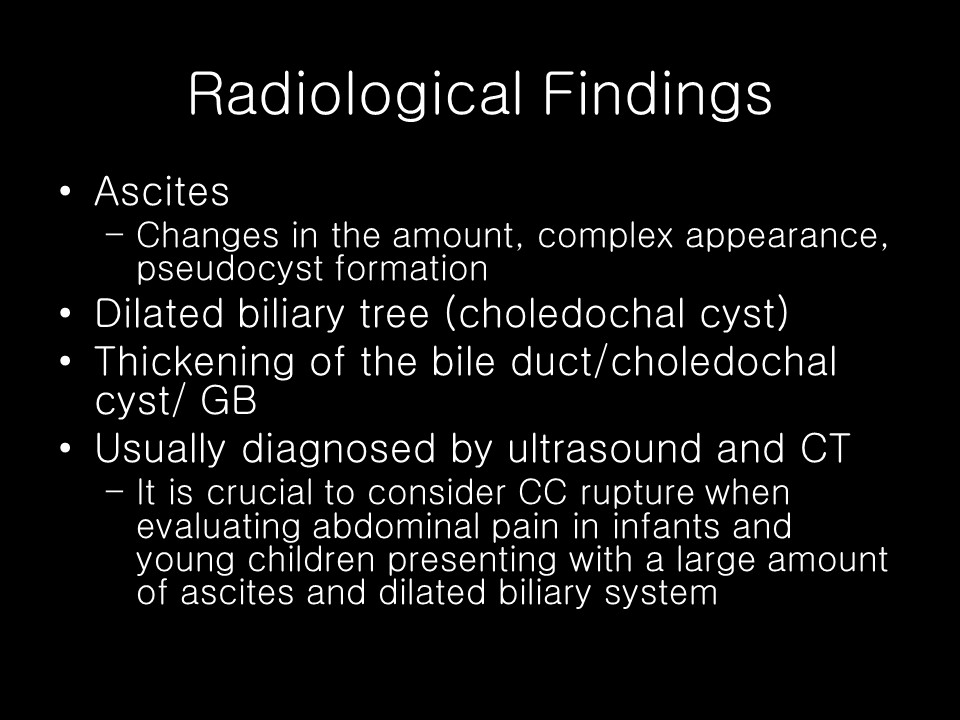 Radiological Findings
• Ascites
– Changes in the amount, complex appearance,
pseudocyst formation
• Dilated biliary tree (choledochal cyst)
• Thickening of the bile duct/choledochal
cyst/ GB
• Usually diagnosed by ultrasound and CT
– It is crucial to consider CC rupture when
evaluating abdominal pain in infants and
young children presenting with a large amount
of ascites and dilated biliary system